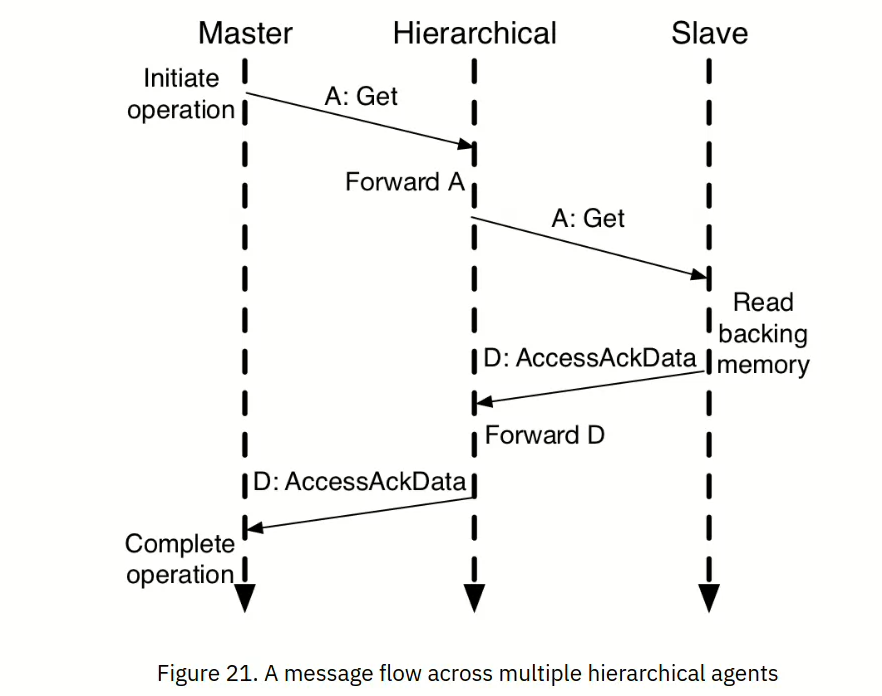 Master Hierarchical Slave
Initiate
operation
A: Get
Forward A
A: Get
Read
backing
memory
D: AccessAckData
Forward D
D: AccessAckData
Complete
operation
Figure 21. A message flow across multiple hierarchical agents